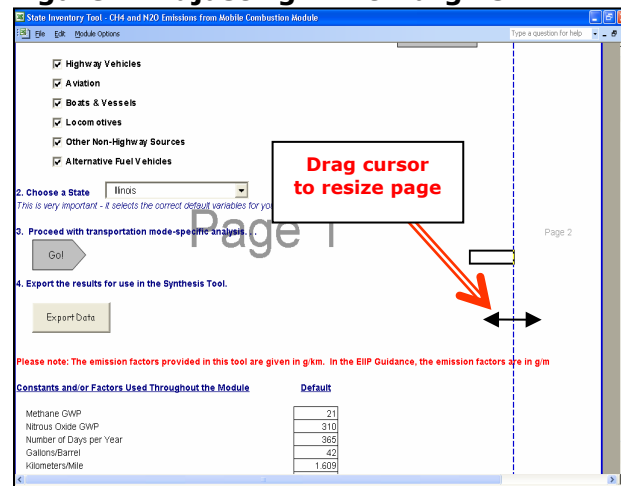 State Inventory Tool - CH4 and N2O Emissions from Mobile Combustion Module
File Edit Module Options Type a question for help
Highway Vehicles
Aviation
Boats & Vessels
Locomotives
Other Non-Highway Sources
Alternative Fuel Vehicles
Drag cursor
to resize page
2. Choose a State Illinois
This is very important - it selects the correct default variables for you
Page 1
3. Proceed with transportation mode-specific analysis. . .
Page 2
Go!
4. Export the results for use in the Synthesis Tool.
Export Data
Please note: The emission factors provided in this tool are given in g/km. In the EIIP Guidance, the emission factors are in g/m
Constants and/or Factors Used Throughout the Module Default
Methane GWP 21
Nitrous Oxide GWP 310
Number of Days per Year 365
Gallons/Barrel 42
Kilometers/Mile 1.609